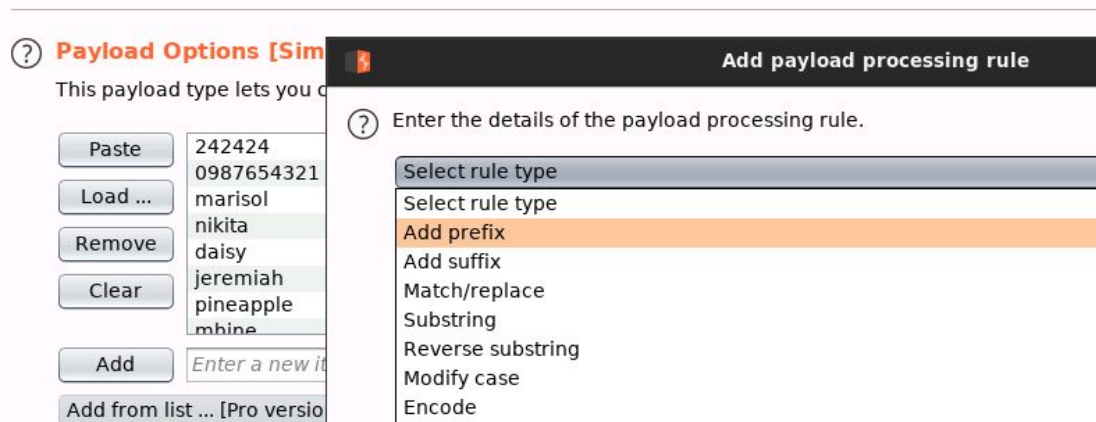 Payload Options [Sim
This payload type lets you c
Paste
Load ...
Remove
Clear
242424
0987654321
marisol
nikita
daisy
jeremiah
pineapple
mhine
Add
Enter a new it
Add from list ... [Pro versio
Add payload processing rule
Enter the details of the payload processing rule.
Select rule type
Select rule type
Add prefix
Add suffix
Match/replace
Substring
Reverse substring
Modify case
Encode